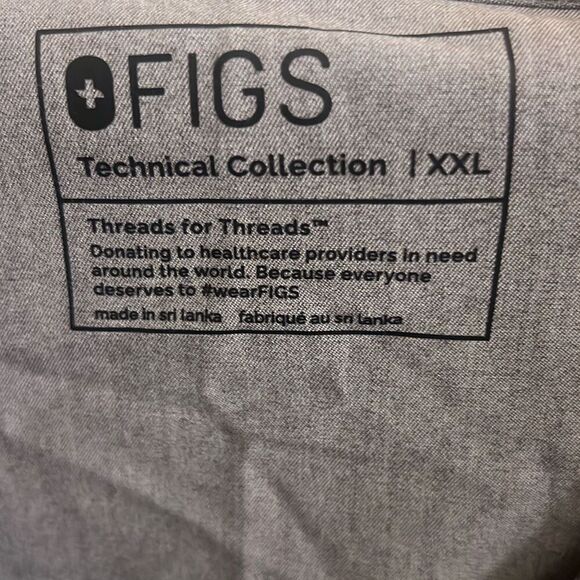 FIGS
Technical Collection | XXL
Threads for Threads™
Donating to healthcare providers in need
around the world. Because everyone
deserves to #wearFIGS
made in sri lanka fabriqué au sri lanka